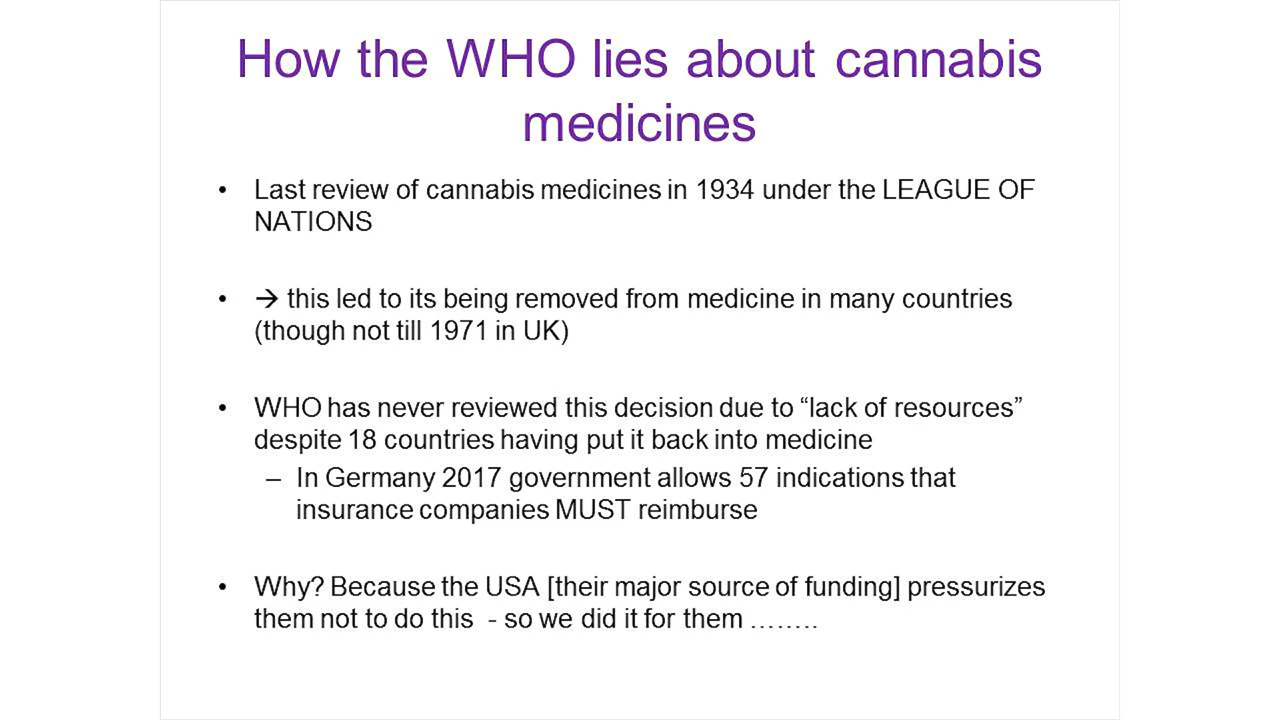 How the WHO lies about cannabis
medicines
• Last review of cannabis medicines in 1934 under the LEAGUE OF
NATIONS
• → this led to its being removed from medicine in many countries
(though not till 1971 in UK)
• WHO has never reviewed this decision due to “lack of resources”
despite 18 countries having put it back into medicine
– In Germany 2017 government allows 57 indications that
insurance companies MUST reimburse
• Why? Because the USA [their major source of funding] pressurizes
them not to do this - so we did it for them ……..